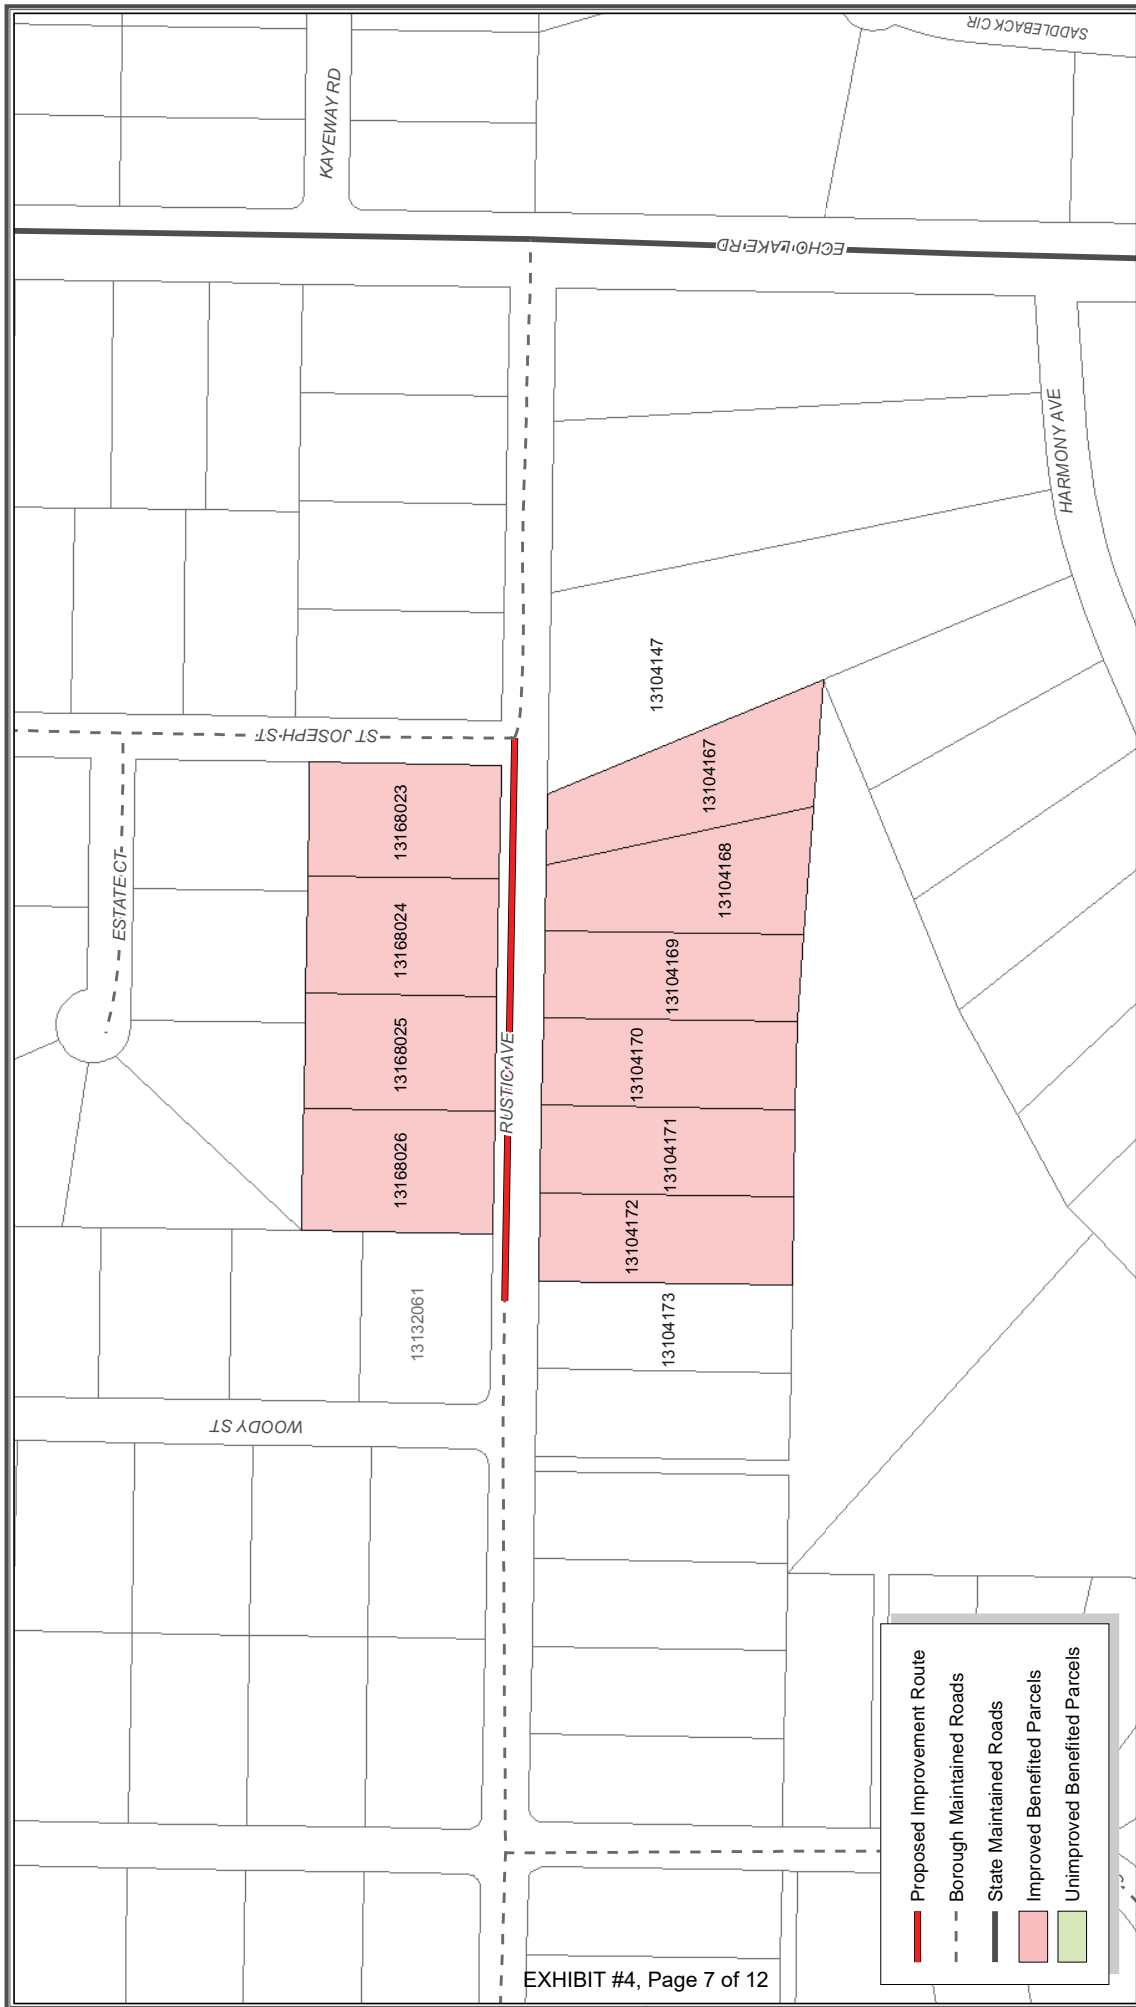 SADDLEBACK CIR
KAYEWAY RD
ECHO LAKE RD
HARMONY AVE
13104147
ST JOSEPH ST
13104167
13168023
ESTATE CT
13104168
13168024
13104169
13168025
RUSTIC AVE
13104170
13168026
13104171
13104172
13132061
13104173
WOODY ST
Proposed Improvement Route
Borough Maintained Roads
State Maintained Roads
Improved Benefited Parcels
Unimproved Benefited Parcels
EXHIBIT #4, Page 7 of 12